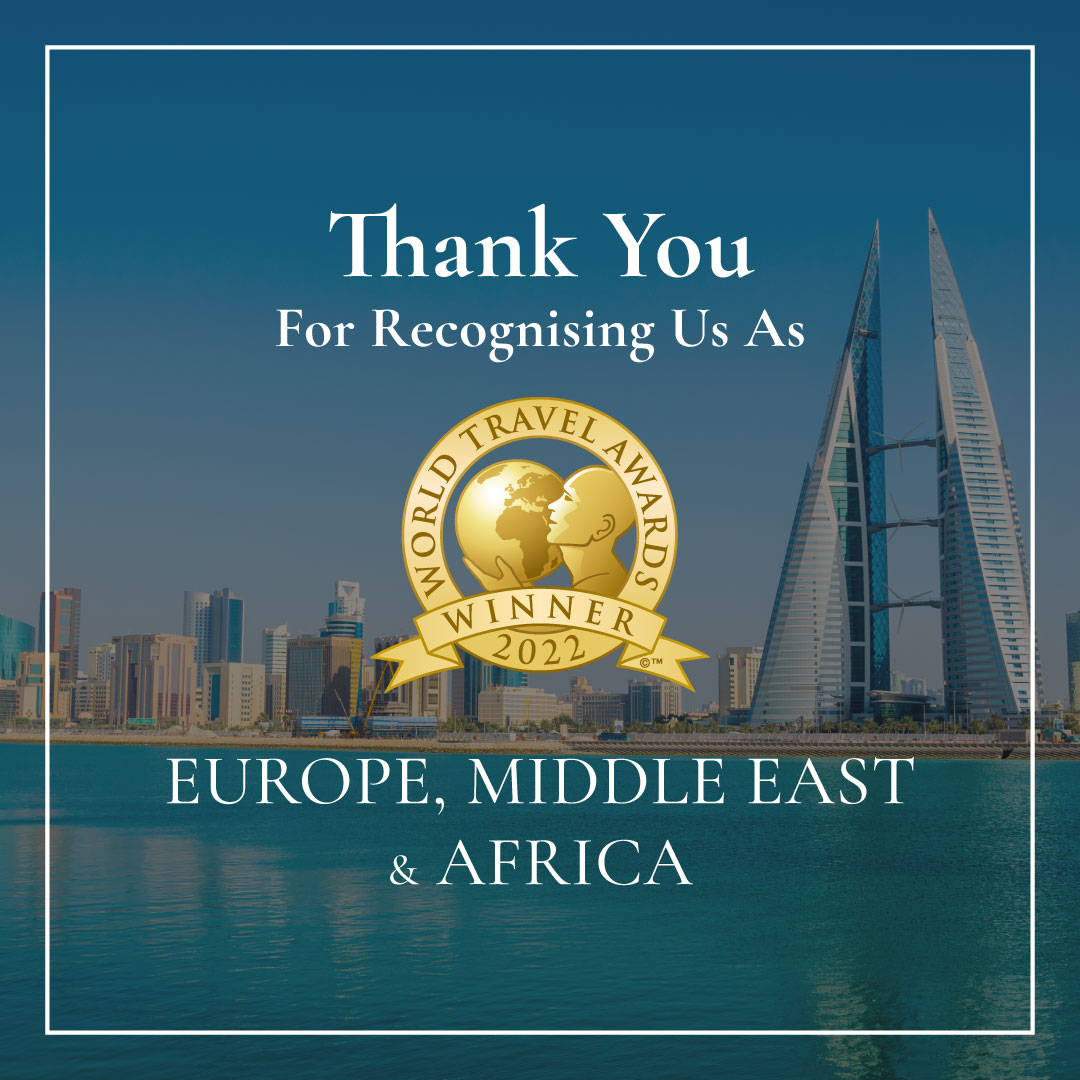 Thank You
For Recognising Us As
WORLD TRAVEL AWARDS
WINNER
2022
©™
EUROPE, MIDDLE EAST
& AFRICA